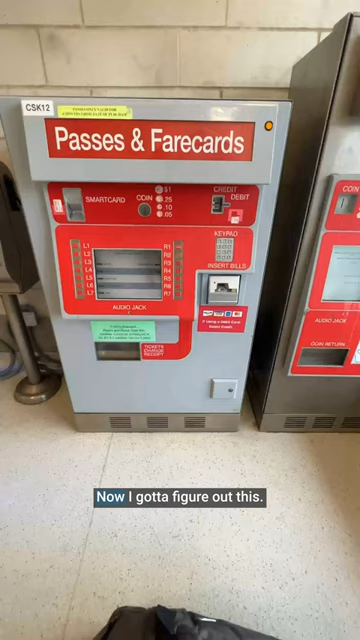 CSK12
Passes & Farecards
SMARTCARD
COIN
$1
.25
.10
.05
CREDIT
DEBIT
KEYPAD
INSERT BILLS
L1
L2
L3
L4
L5
L6
L7
R1
R2
R3
R4
R5
R6
R7
AUDIO JACK
TICKETS
CHANGE
RECEIPT
COIN
AUDIO JACK
COIN RETURN
Now I gotta figure out this.